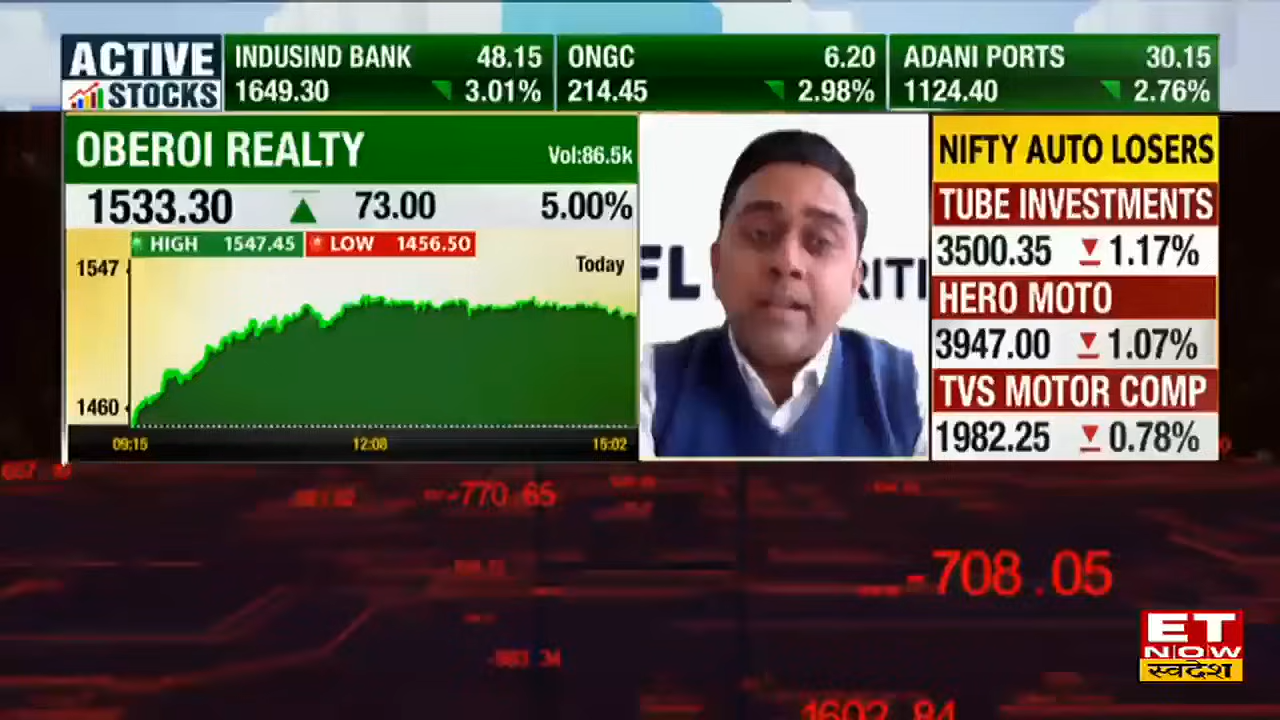 ACTIVE
STOCKS
INDUSIND BANK 48.15
1649.30 3.01%
ONGC 6.20
214.45 2.98%
ADANI PORTS 30.15
1124.40 2.76%
OBEROI REALTY Vol:86.5k
1533.30 73.00 5.00%
HIGH 1547.45 LOW 1456.50
Today
1547
1460
09:15 12:08 15:02
NIFTY AUTO LOSERS
TUBE INVESTMENTS
3500.35 1.17%
HERO MOTO
3947.00 1.07%
TVS MOTOR COMP
1982.25 0.78%
-770.65
-708.05
ET
NOW
स्वदेश